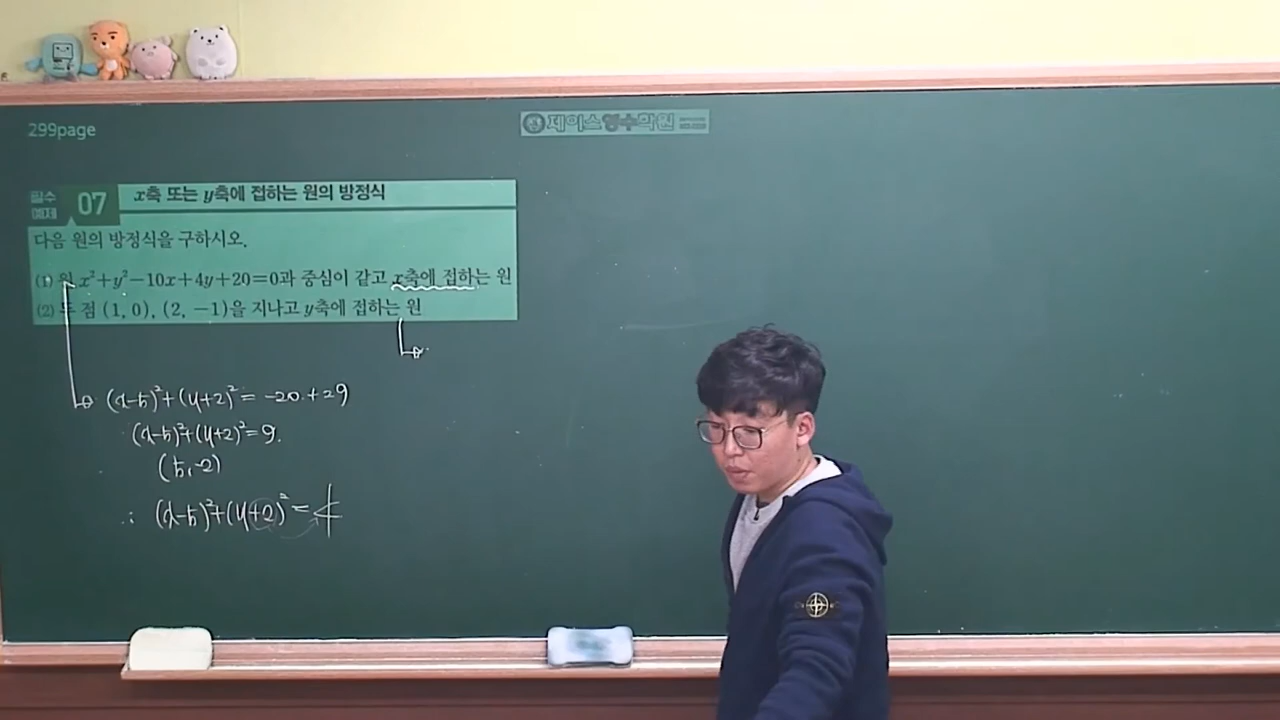 299page
제이스영수학원
필수 예제 07 x축 또는 y축에 접하는 원의 방정식
다음 원의 방정식을 구하시오.
(1) 원 x²+y²−10x+4y+20=0과 중심이 같고 x축에 접하는 원
(2) 두 점 (1, 0), (2, −1)을 지나고 y축에 접하는 원
(x-5)²+(y+2)² = -20+29
(x-5)²+(y+2)²=9.
(5,-2)
∴ (x-5)²+(y+2)² = 4